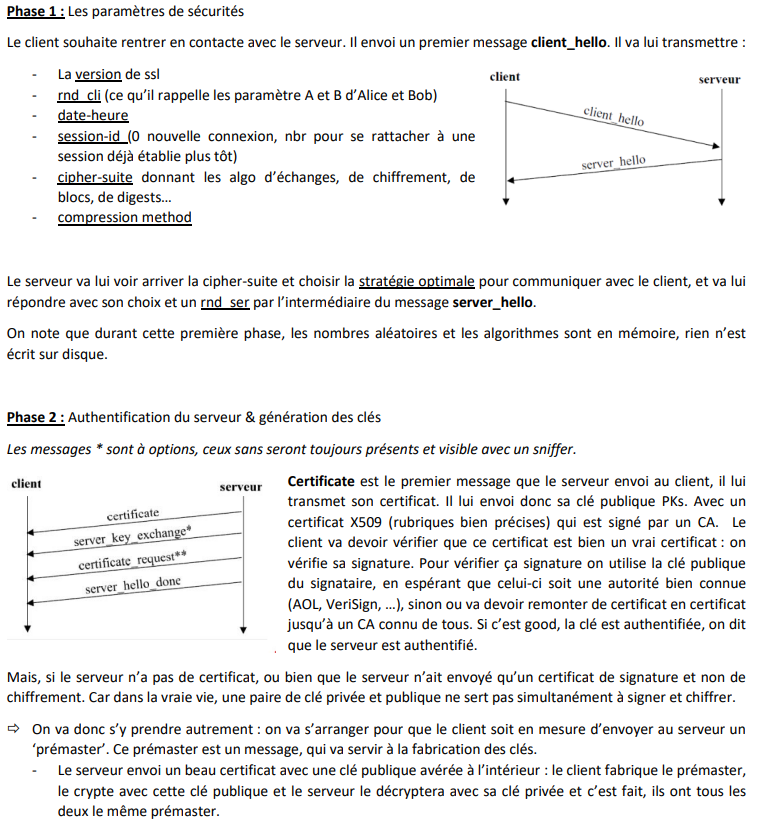 Phase 1 : Les paramètres de sécurités
Le client souhaite rentrer en contacte avec le serveur. Il envoi un premier message client_hello. Il va lui transmettre :
- La version de ssl
- rnd_cli (ce qu'il rappelle les paramètre A et B d'Alice et Bob)
- date-heure
- session-id (0 nouvelle connexion, nbr pour se rattacher à une
session déjà établie plus tôt)
- cipher-suite donnant les algo d'échanges, de chiffrement, de
blocs, de digests…
- compression method
client
serveur
client_hello
server_hello
Le serveur va lui voir arriver la cipher-suite et choisir la stratégie optimale pour communiquer avec le client, et va lui
répondre avec son choix et un rnd_ser par l'intermédiaire du message server_hello.
On note que durant cette première phase, les nombres aléatoires et les algorithmes sont en mémoire, rien n'est
écrit sur disque.
Phase 2 : Authentification du serveur & génération des clés
Les messages * sont à options, ceux sans seront toujours présents et visible avec un sniffer.
client
serveur
certificate
server_key_exchange*
certificate_request**
server_hello_done
Certificate est le premier message que le serveur envoi au client, il lui
transmet son certificat. Il lui envoi donc sa clé publique PKs. Avec un
certificat X509 (rubriques bien précises) qui est signé par un CA. Le
client va devoir vérifier que ce certificat est bien un vrai certificat : on
vérifie sa signature. Pour vérifier ça signature on utilise la clé publique
du signataire, en espérant que celui-ci soit une autorité bien connue
(AOL, VeriSign, …), sinon ou va devoir remonter de certificat en certificat
jusqu'à un CA connu de tous. Si c'est good, la clé est authentifiée, on dit
que le serveur est authentifié.
Mais, si le serveur n'a pas de certificat, ou bien que le serveur n'ait envoyé qu'un certificat de signature et non de
chiffrement. Car dans la vraie vie, une paire de clé privée et publique ne sert pas simultanément à signer et chiffrer.
⇨ On va donc s'y prendre autrement : on va s'arranger pour que le client soit en mesure d'envoyer au serveur un
'prémaster'. Ce prémaster est un message, qui va servir à la fabrication des clés.
- Le serveur envoi un beau certificat avec une clé publique avérée à l'intérieur : le client fabrique le prémaster,
le crypte avec cette clé publique et le serveur le décryptera avec sa clé privée et c'est fait, ils ont tous les
deux le même prémaster.